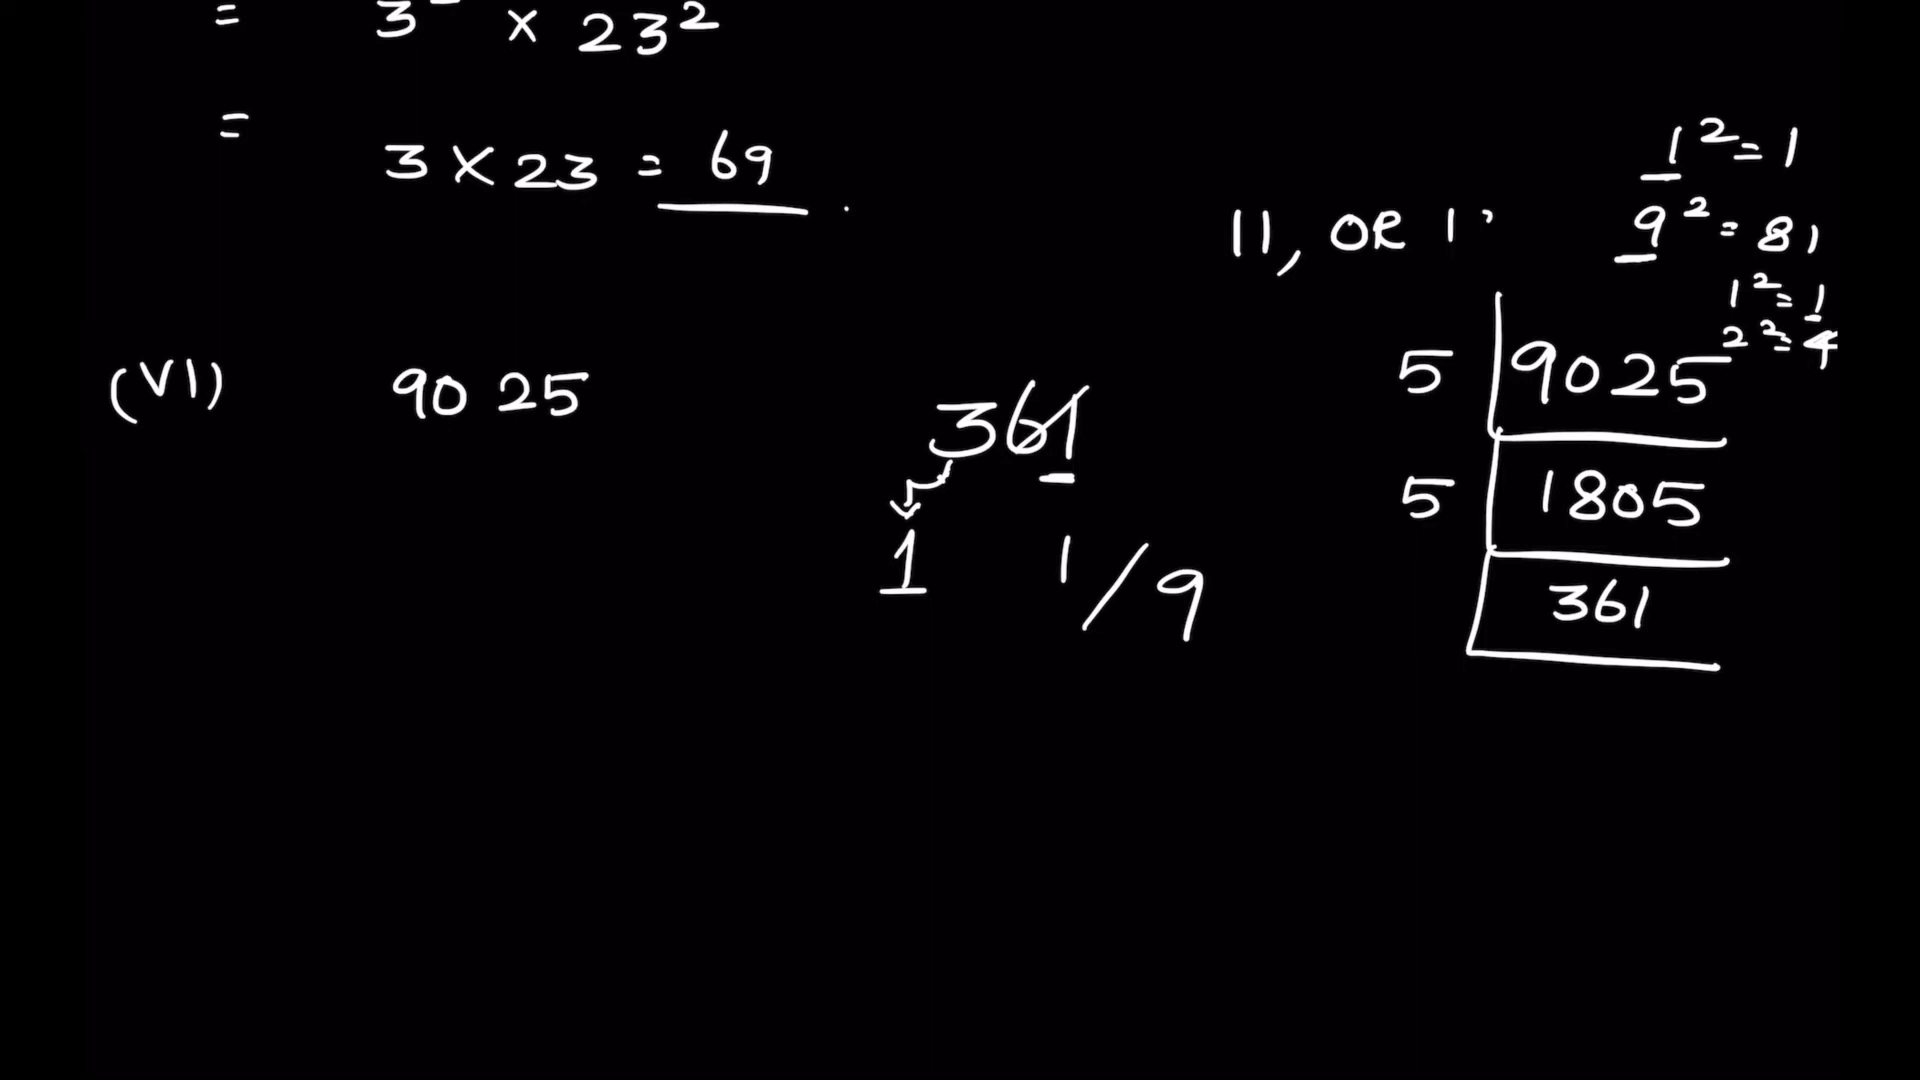 = 3 × 23²
= 3 × 23 = 69
1² = 1
9² = 81
11, OR 1
1² = 1
2² = 4
(VI) 9025
361
1 1/9
5 | 9025
5 | 1805
361